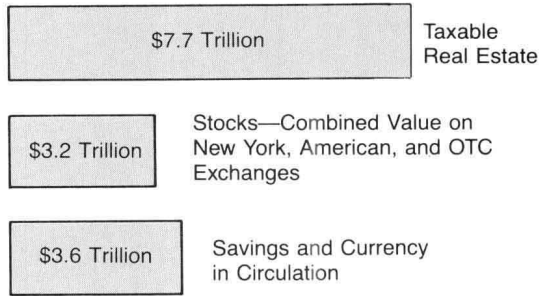 $7.7 Trillion
Taxable
Real Estate
$3.2 Trillion
Stocks—Combined Value on
New York, American, and OTC
Exchanges
$3.6 Trillion
Savings and Currency
in Circulation